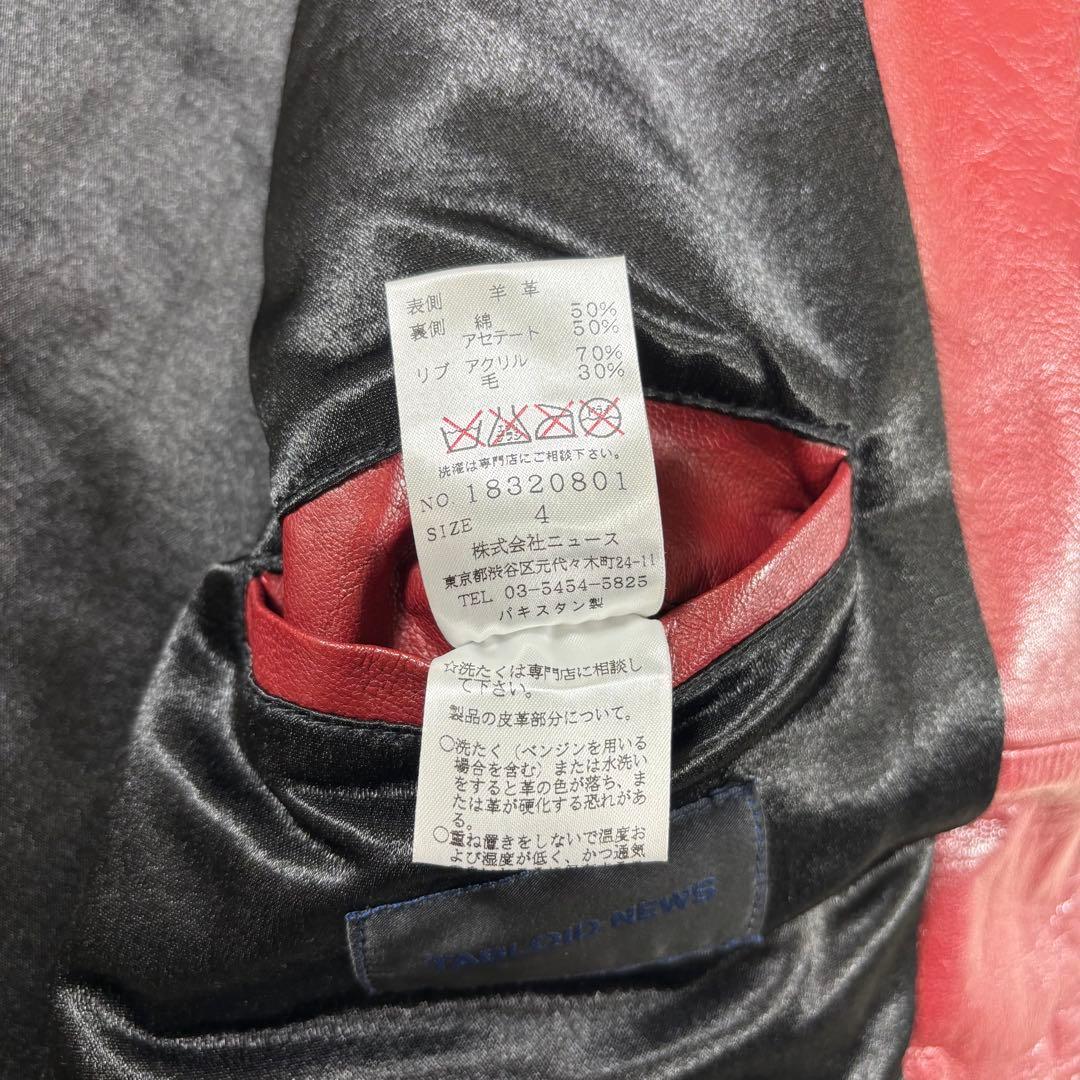 表側 羊革
裏側 綿 50%
アセテート 50%
リブ アクリル 70%
毛 30%
洗濯は専門店にご相談下さい。
NO. 18320801
SIZE 4
株式会社ニュース
東京都渋谷区元代々木町24-11
TEL 03-5454-5825
パキスタン製
☆洗たくは専門店に相談し
て下さい。
製品の皮革部分について。
○洗たく（ベンジンを用いる
場合を含む）または水洗い
をすると革の色が落ち、ま
たは革が硬化する恐れがあ
る。
○重ね置きをしないで温度お
よび湿度が低く、かつ通気
TABLOID NEWS